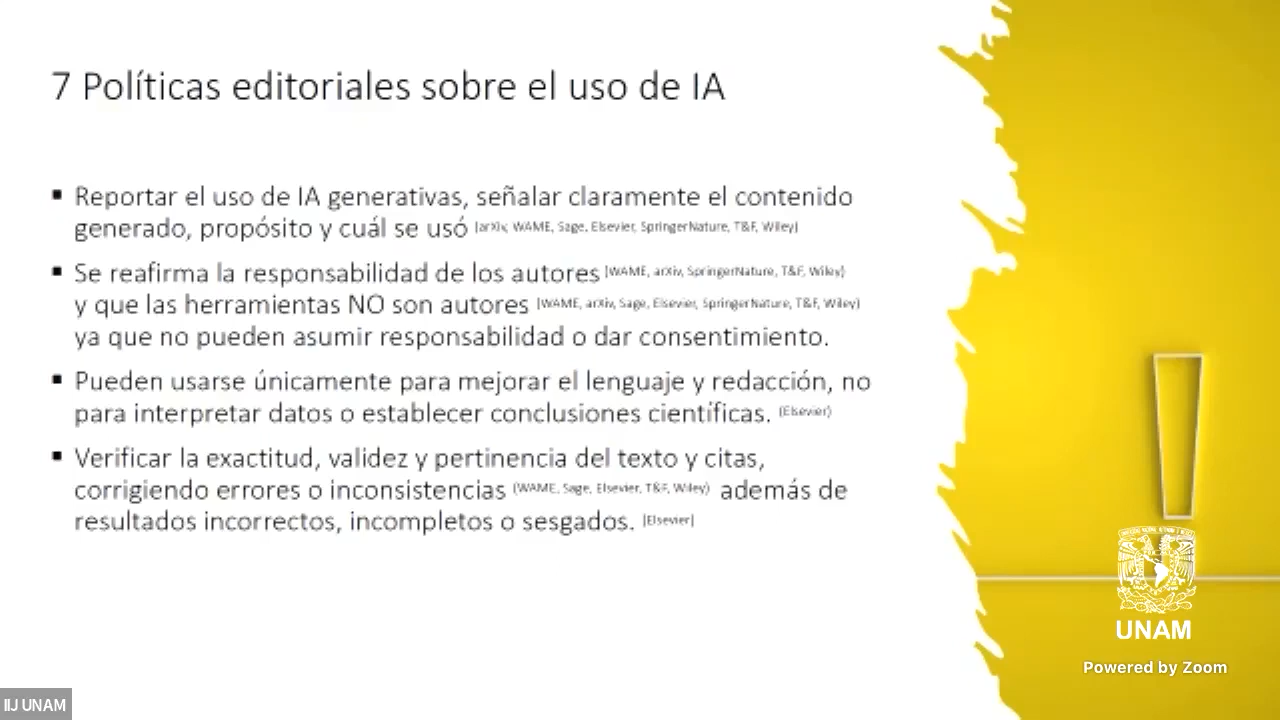 7 Políticas editoriales sobre el uso de IA
▪ Reportar el uso de IA generativas, señalar claramente el contenido
generado, propósito y cuál se usó (arXiv, WAME, Sage, Elsevier, SpringerNature, T&F, Wiley)
▪ Se reafirma la responsabilidad de los autores (WAME, arXiv, SpringerNature, T&F, Wiley)
y que las herramientas NO son autores (WAME, arXiv, Sage, Elsevier, SpringerNature, T&F, Wiley)
ya que no pueden asumir responsabilidad o dar consentimiento.
▪ Pueden usarse únicamente para mejorar el lenguaje y redacción, no
para interpretar datos o establecer conclusiones científicas. (Elsevier)
▪ Verificar la exactitud, validez y pertinencia del texto y citas,
corrigiendo errores o inconsistencias (WAME, Sage, Elsevier, T&F, Wiley) además de
resultados incorrectos, incompletos o sesgados. (Elsevier)
UNAM
Powered by Zoom
IIJ UNAM